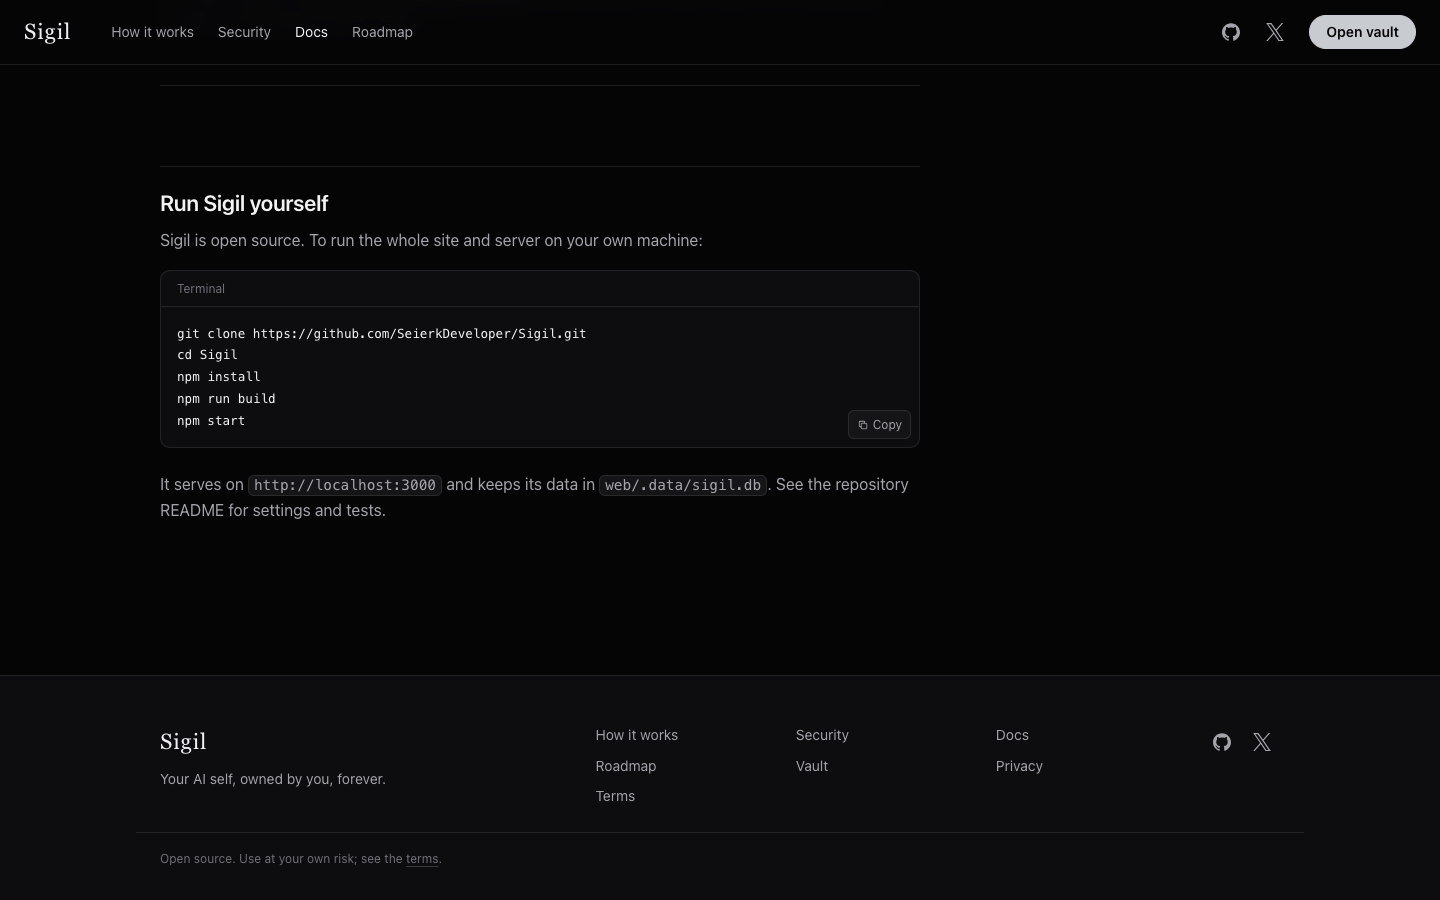 Sigil
How it works
Security
Docs
Roadmap
Open vault
Run Sigil yourself
Sigil is open source. To run the whole site and server on your own machine:
Terminal
git clone https://github.com/SeierkDeveloper/Sigil.git
cd Sigil
npm install
npm run build
npm start
Copy
It serves on http://localhost:3000 and keeps its data in web/.data/sigil.db. See the repository
README for settings and tests.
Sigil
Your AI self, owned by you, forever.
How it works
Security
Docs
Roadmap
Vault
Privacy
Terms
Open source. Use at your own risk; see the terms.